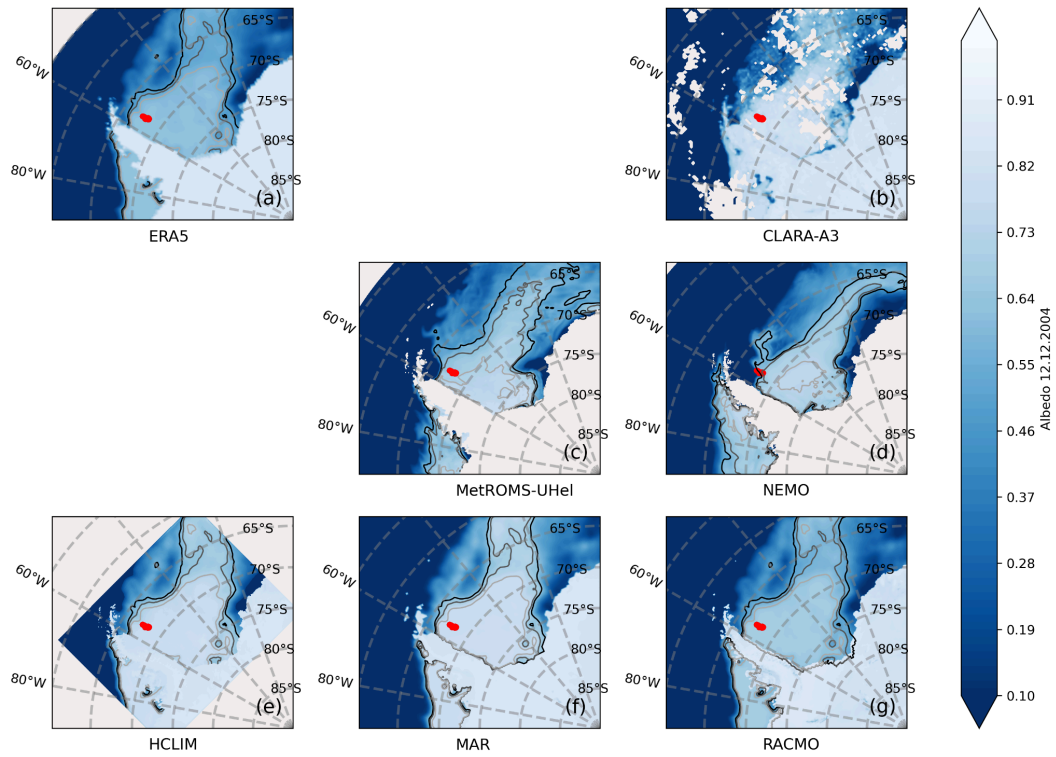 65°S
70°S
75°S
80°S
85°S
60°W
80°W
(a)
ERA5
65°S
70°S
75°S
80°S
85°S
60°W
80°W
(b)
CLARA-A3
65°S
70°S
75°S
80°S
85°S
60°W
80°W
(c)
MetROMS-UHel
65°S
70°S
75°S
80°S
85°S
60°W
80°W
(d)
NEMO
65°S
70°S
75°S
80°S
85°S
60°W
80°W
(e)
HCLIM
65°S
70°S
75°S
80°S
85°S
60°W
80°W
(f)
MAR
65°S
70°S
75°S
80°S
85°S
60°W
80°W
(g)
RACMO
0.91
0.82
0.73
0.64
0.55
0.46
0.37
0.28
0.19
0.10
Albedo 12.12.2004